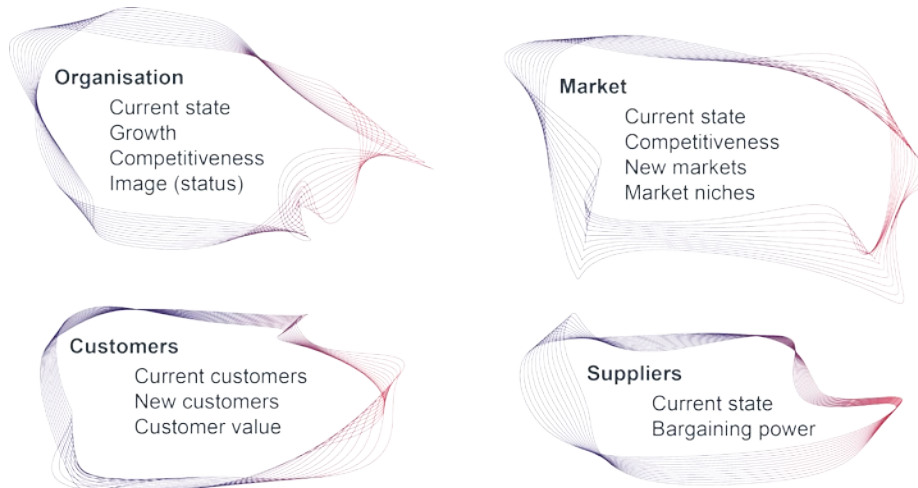 Organisation
Current state
Growth
Competitiveness
Image (status)
Market
Current state
Competitiveness
New markets
Market niches
Customers
Current customers
New customers
Customer value
Suppliers
Current state
Bargaining power